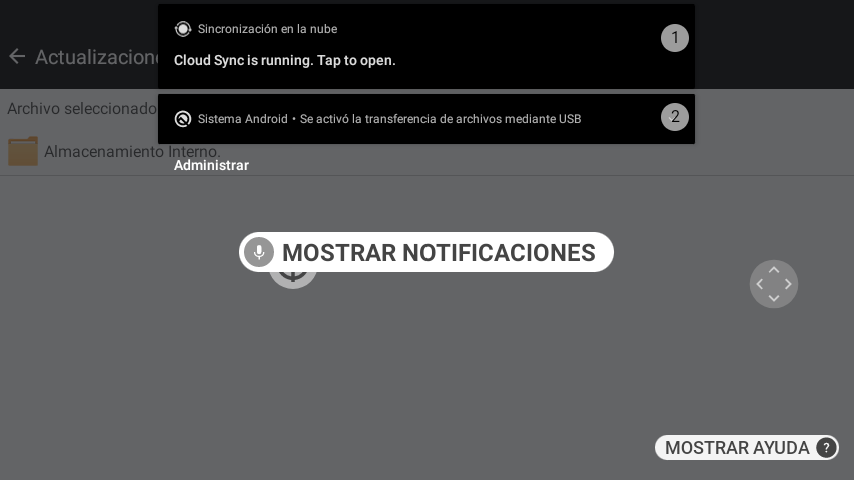 Sincronización en la nube
1
Cloud Sync is running. Tap to open.
Sistema Android • Se activó la transferencia de archivos mediante USB
2
Administrar
Actualizacione
Archivo seleccionado
Almacenamiento Interno.
MOSTRAR NOTIFICACIONES
MOSTRAR AYUDA ?